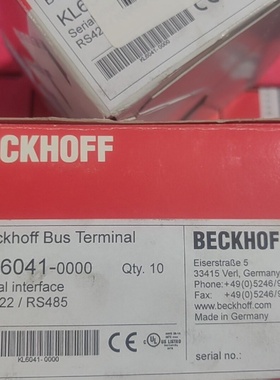 KL6
Serial
RS42
CKHOFF
ckhoff Bus Terminal
6041-0000 Qty. 10
al interface
22 / RS485
KL6041-0000
BECKHOFF
Eiserstraße 5
33415 Verl, Germany
Phone:+49(0)5246/9
Fax: +49(0)5246/9
www.beckhoff.com
Made in Germany
serial no.: